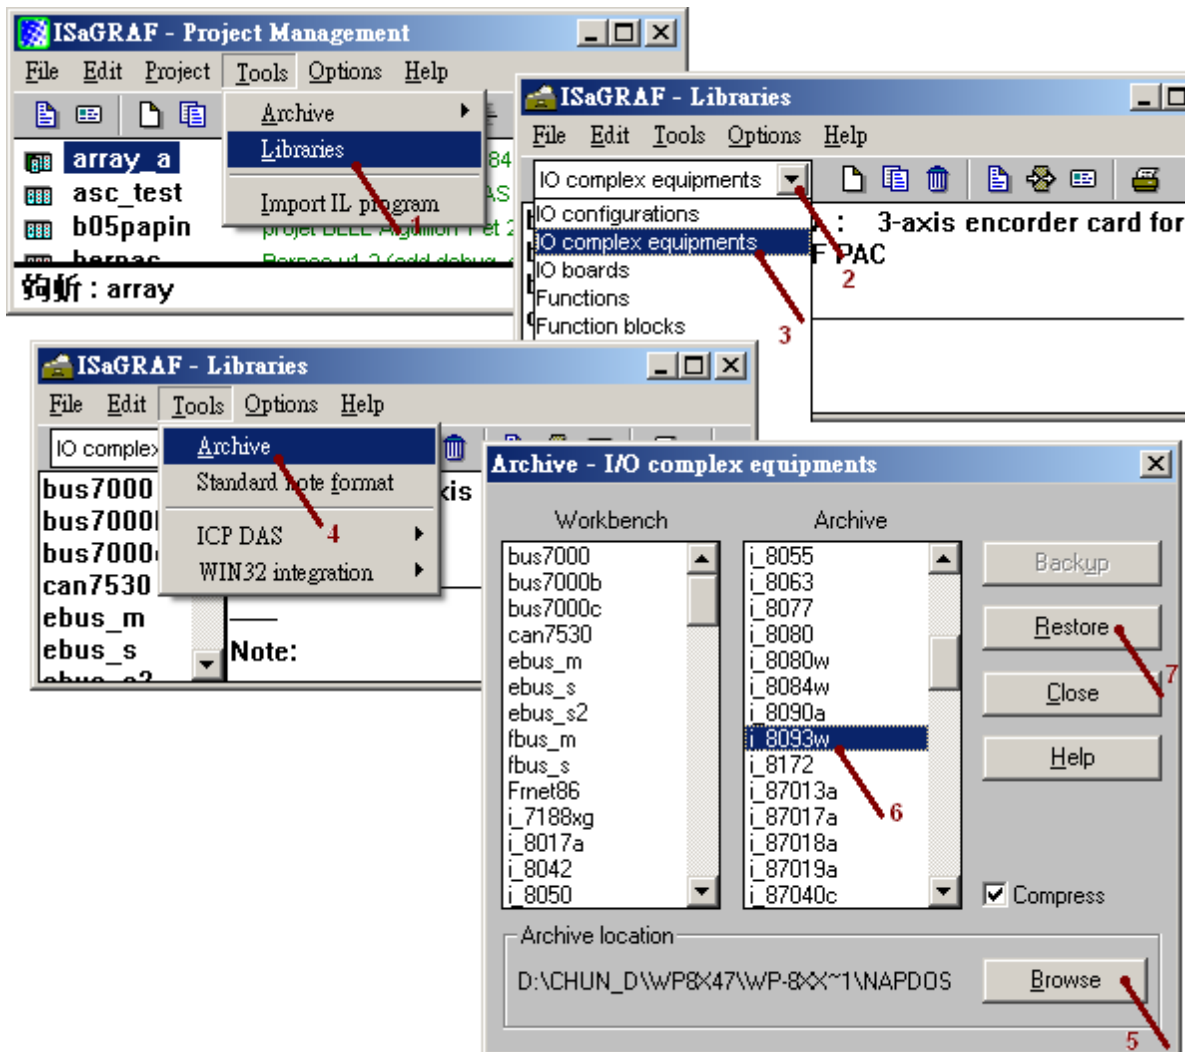 ISaGRAF - Project Management
File Edit Project Tools Options Help
Archive
Libraries
Import IL program
1
array_a
asc_test
b05papin
: array
ISaGRAF - Libraries
File Edit Tools Options Help
IO complex equipments
IO configurations
IO complex equipments
IO boards
Functions
Function blocks
: 3-axis encorder card for
PAC
2
3
ISaGRAF - Libraries
File Edit Tools Options Help
IO complex
Archive
Standard note format
ICP DAS
WIN32 integration
4
bus7000
bus7000
bus7000
can7530
ebus_m
ebus_s
Note:
Archive - I/O complex equipments
Workbench
bus7000
bus7000b
bus7000c
can7530
ebus_m
ebus_s
ebus_s2
fbus_m
fbus_s
Frnet86
i_7188xg
i_8017a
i_8042
i_8050
Archive
i_8055
i_8063
i_8077
i_8080
i_8080w
i_8084w
i_8090a
i_8093w
i_8172
i_87013a
i_87017a
i_87018a
i_87019a
i_87040c
6
Backup
Restore
7
Close
Help
Compress
Archive location
D:\CHUN_D\WP8X47\WP-8XX~1\NAPDOS
Browse
5